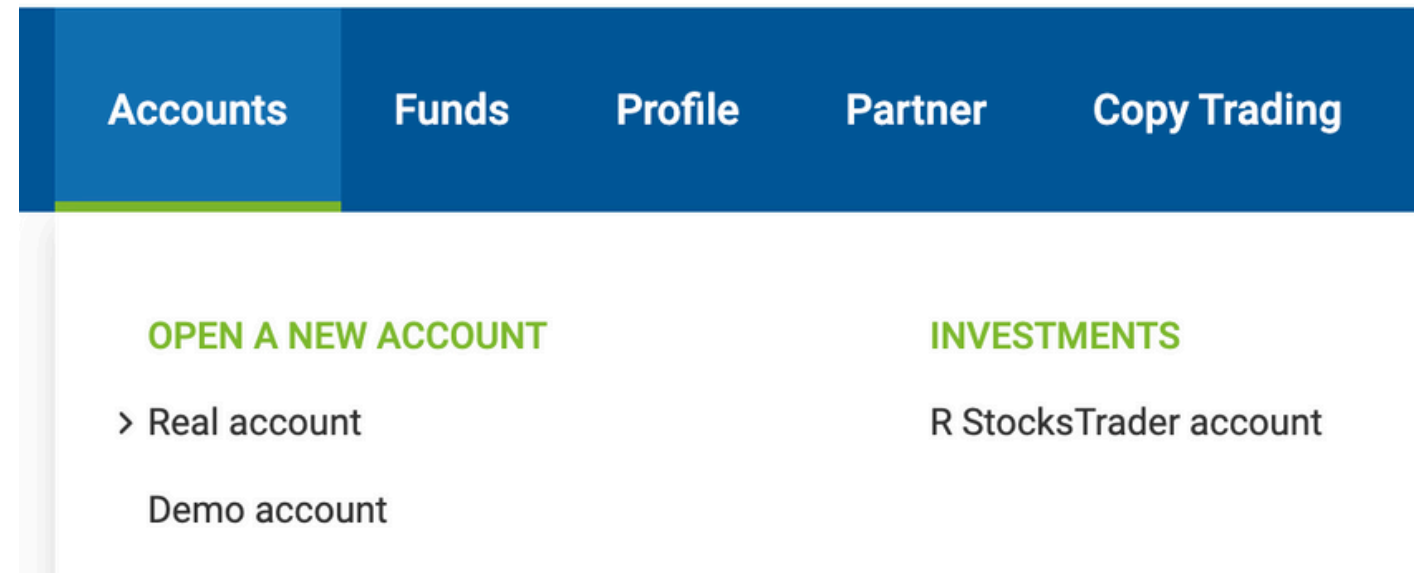 Accounts Funds Profile Partner Copy Trading
OPEN A NEW ACCOUNT
Real account
Demo account
INVESTMENTS
R StocksTrader account